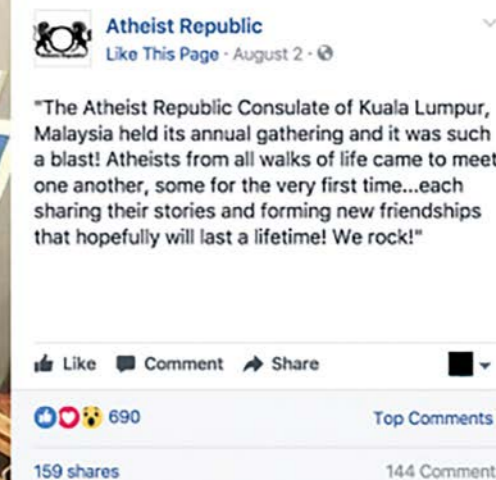 Atheist Republic
Like This Page · August 2 ·
"The Atheist Republic Consulate of Kuala Lumpur,
Malaysia held its annual gathering and it was such
a blast! Atheists from all walks of life came to meet
one another, some for the very first time...each
sharing their stories and forming new friendships
that hopefully will last a lifetime! We rock!"
Like Comment Share
690 Top Comments
159 shares 144 Comment